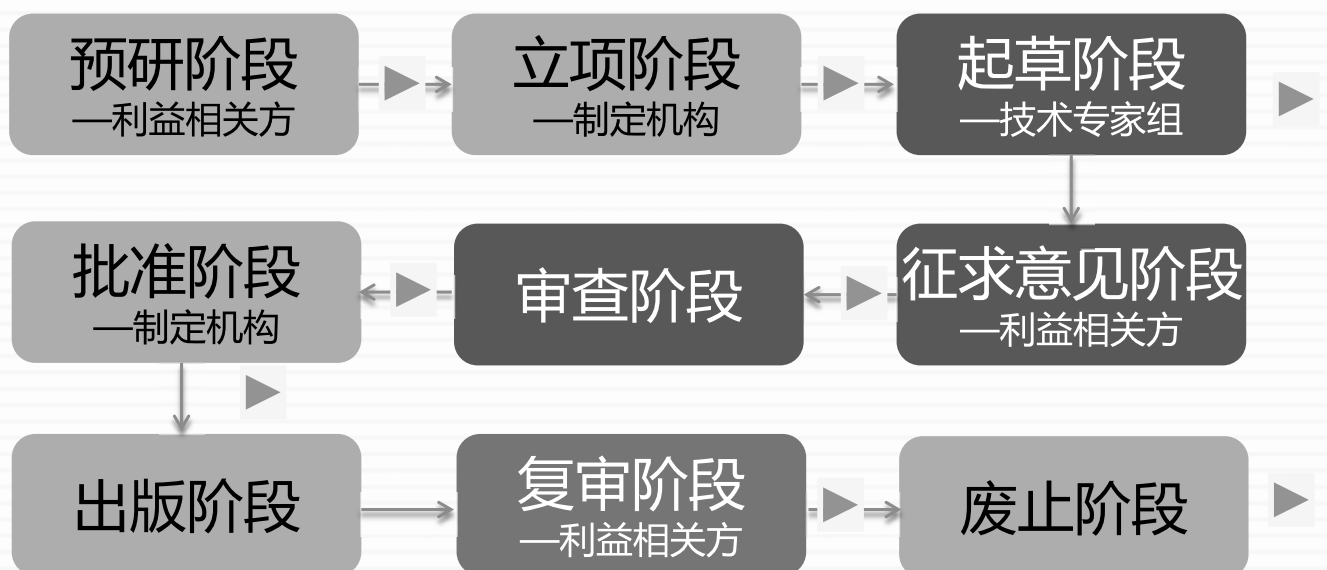 预研阶段
—利益相关方
立项阶段
—制定机构
起草阶段
—技术专家组
批准阶段
—制定机构
审查阶段
征求意见阶段
—利益相关方
出版阶段
复审阶段
—利益相关方
废止阶段